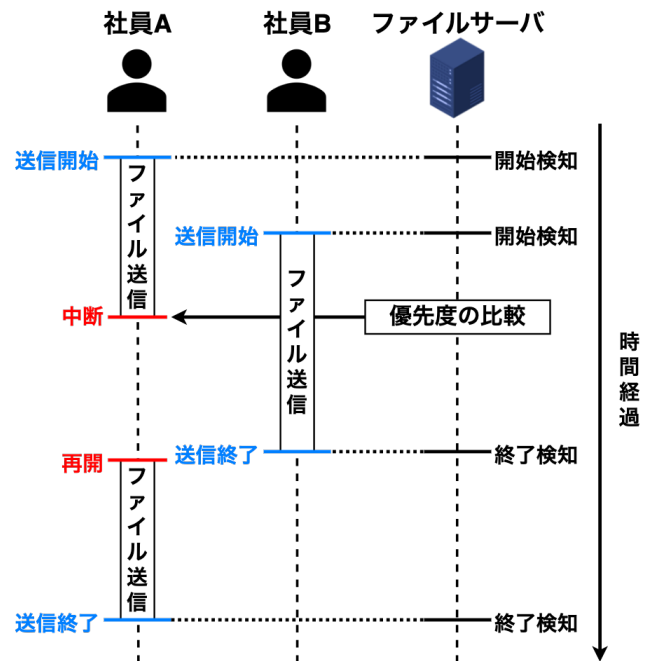 社員A
社員B
ファイルサーバ
送信開始
開始検知
ファイル送信
送信開始
開始検知
ファイル送信
中断
優先度の比較
時間経過
再開
送信終了
終了検知
ファイル送信
送信終了
終了検知